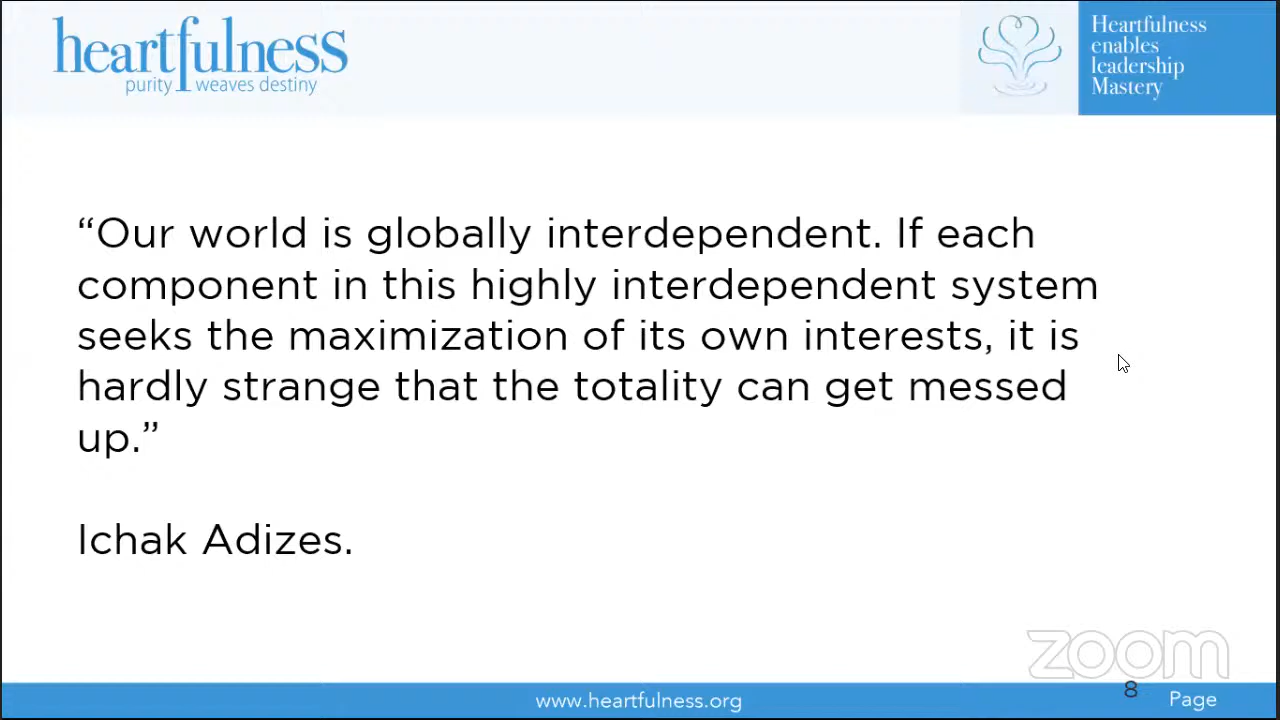 heartfulness
purity weaves destiny
Heartfulness
enables
leadership
Mastery
“Our world is globally interdependent. If each
component in this highly interdependent system
seeks the maximization of its own interests, it is
hardly strange that the totality can get messed
up.”
Ichak Adizes.
zoom
www.heartfulness.org
8 Page